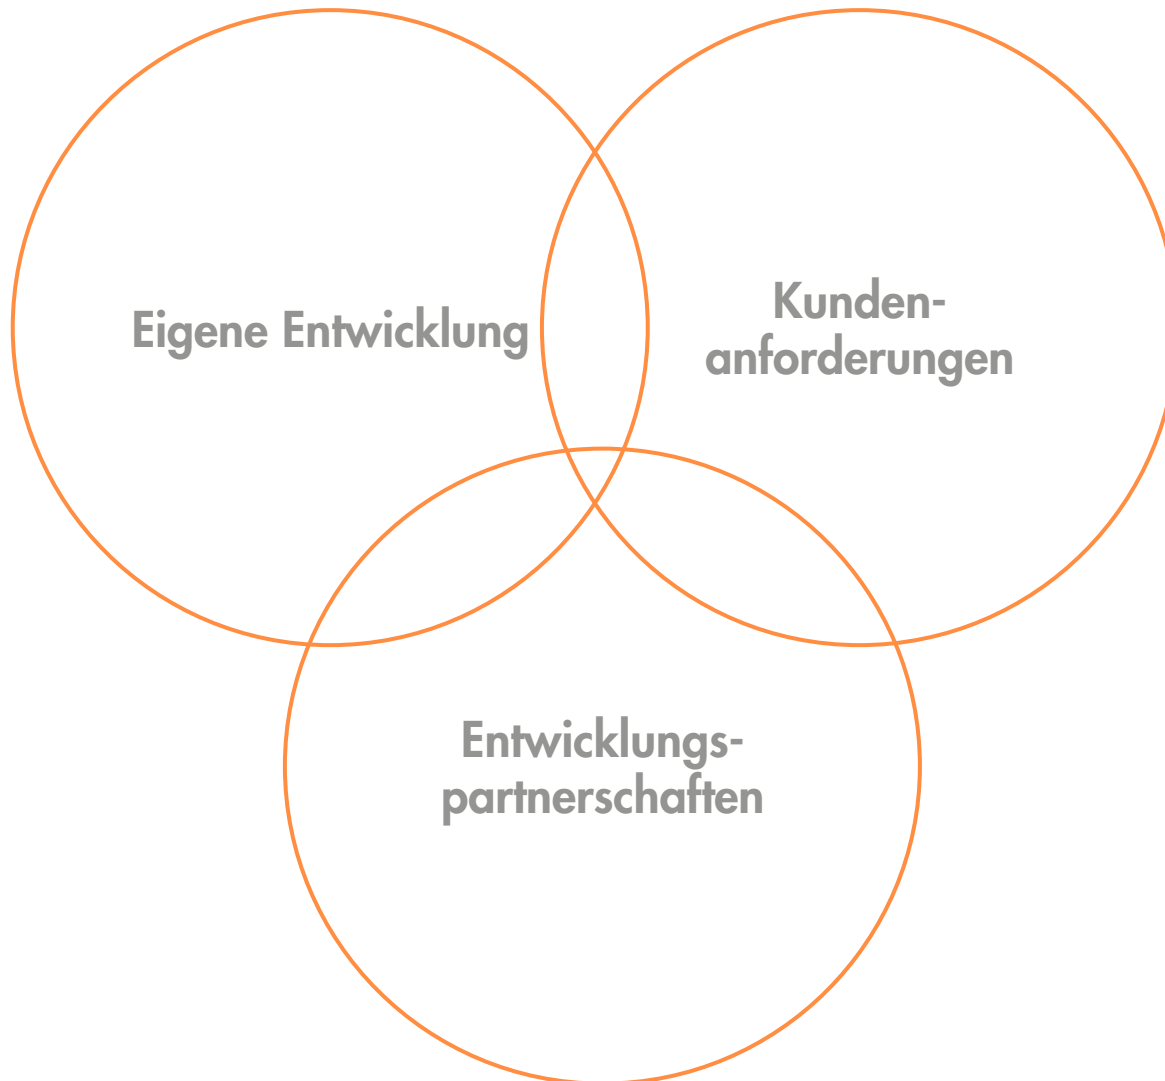 Eigene Entwicklung
Kunden-
anforderungen
Entwicklungs-
partnerschaften